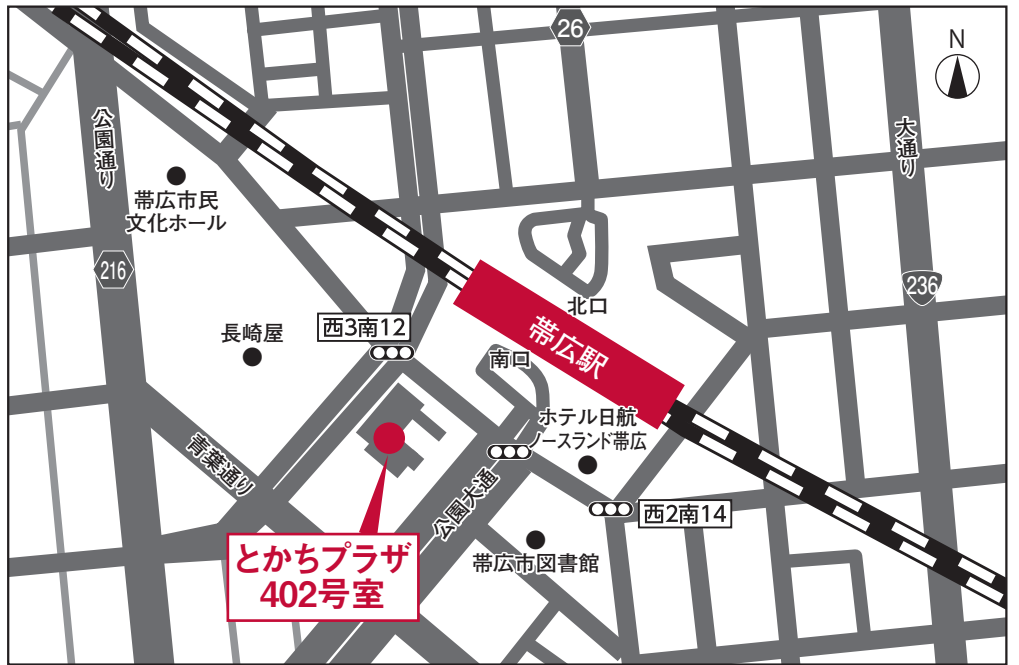 26
N
公園通り
大通り
帯広市民
文化ホール
216
236
北口
西3南12
長崎屋
帯広駅
南口
ホテル日航
ノースランド帯広
青葉通り
公園大通
西2南14
とかちプラザ
402号室
帯広市図書館